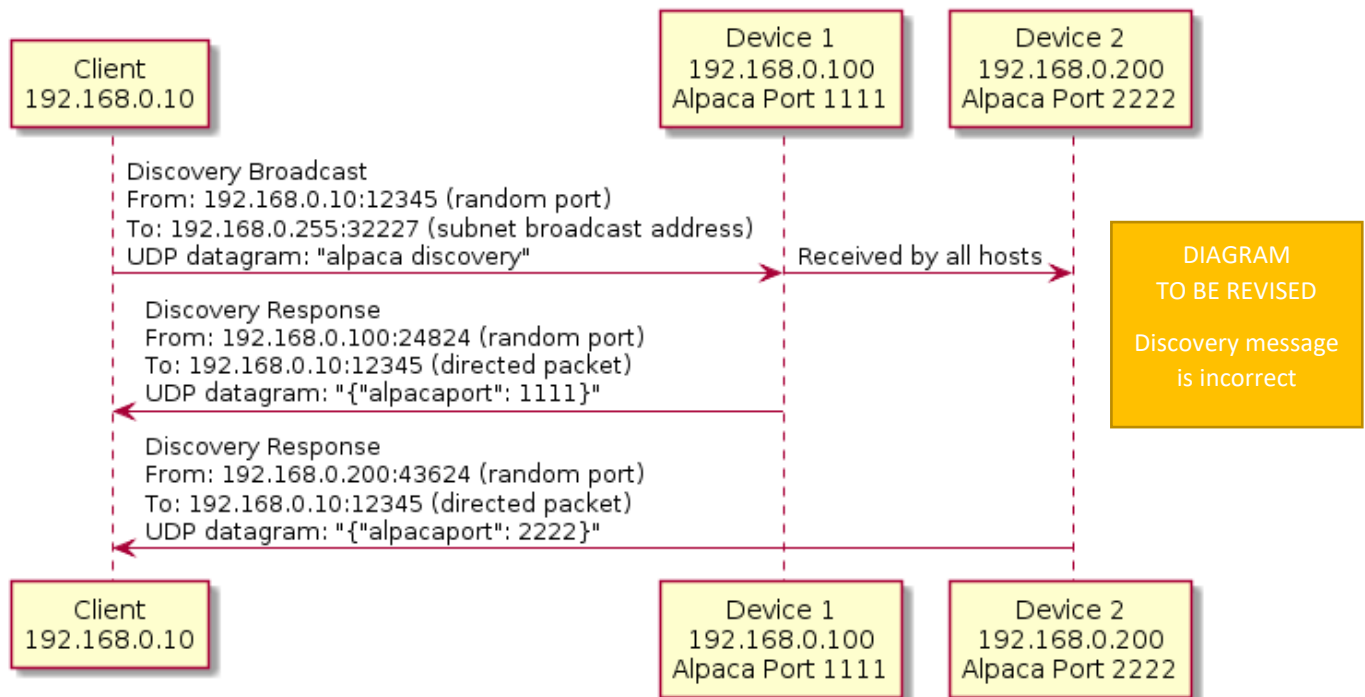 Client
192.168.0.10
Device 1
192.168.0.100
Alpaca Port 1111
Device 2
192.168.0.200
Alpaca Port 2222
Discovery Broadcast
From: 192.168.0.10:12345 (random port)
To: 192.168.0.255:32227 (subnet broadcast address)
UDP datagram: "alpaca discovery"
Received by all hosts
DIAGRAM
TO BE REVISED
Discovery message
is incorrect
Discovery Response
From: 192.168.0.100:24824 (random port)
To: 192.168.0.10:12345 (directed packet)
UDP datagram: "{"alpacaport": 1111}"
Discovery Response
From: 192.168.0.200:43624 (random port)
To: 192.168.0.10:12345 (directed packet)
UDP datagram: "{"alpacaport": 2222}"
Client
192.168.0.10
Device 1
192.168.0.100
Alpaca Port 1111
Device 2
192.168.0.200
Alpaca Port 2222